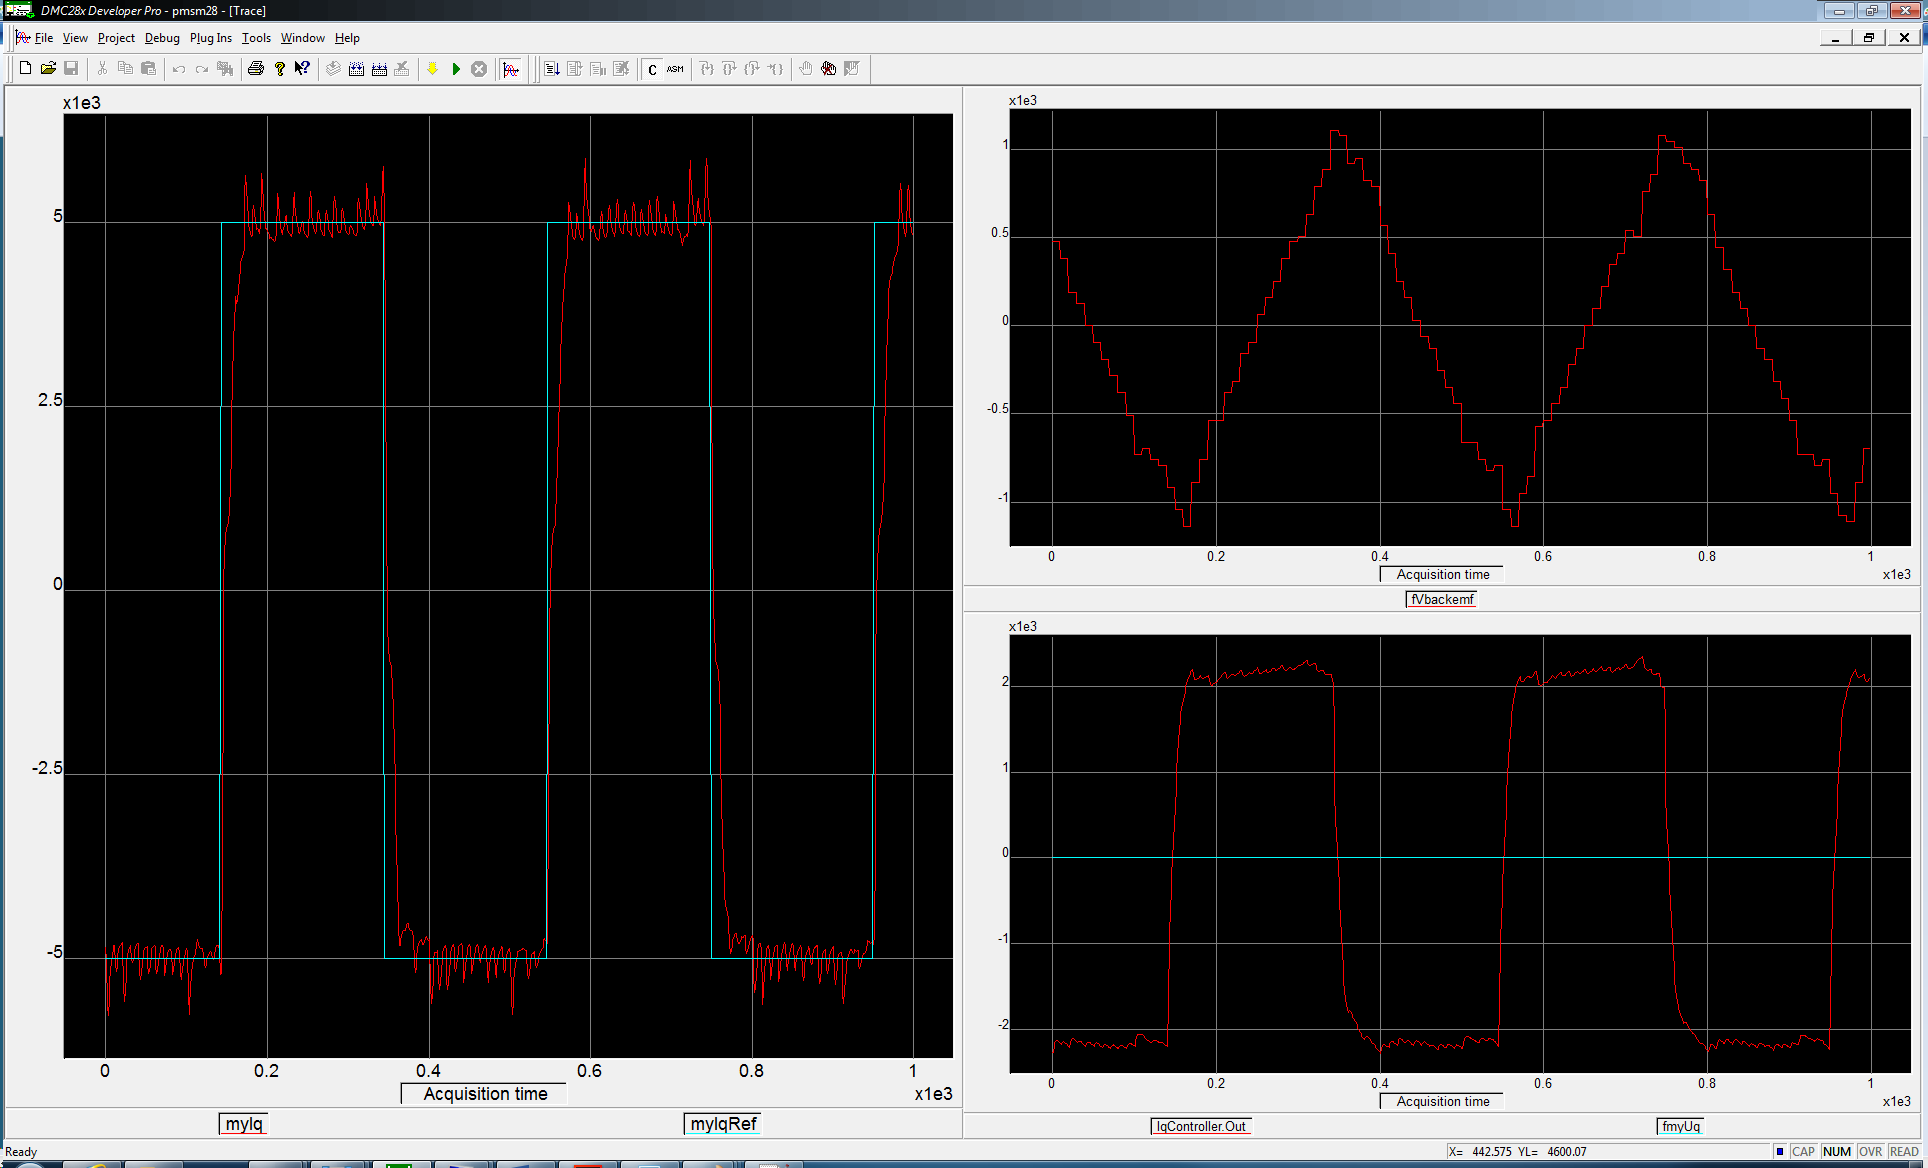 DMC28x Developer Pro - pmsm28 - [Trace]
File View Project Debug Plug Ins Tools Window Help
C ASM
x1e3
5
2.5
0
-2.5
-5
0 0.2 0.4 0.6 0.8 1
Acquisition time x1e3
myIq myIqRef
x1e3
1
0.5
0
-0.5
-1
0 0.2 0.4 0.6 0.8 1
Acquisition time x1e3
fVbackemf
x1e3
2
1
0
-1
-2
0 0.2 0.4 0.6 0.8 1
Acquisition time x1e3
IqController.Out fmyUq
Ready X= 442.575 YL= 4600.07 CAP NUM OVR READ